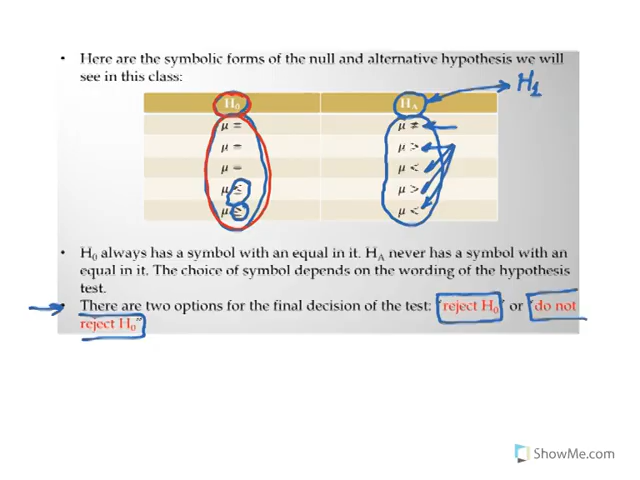 • Here are the symbolic forms of the null and alternative hypothesis we will
see in this class:
H₁
H₀ Hₐ
μ = μ ≠
μ = μ >
μ = μ <
μ ≤ μ >
μ ≥ μ <
• H₀ always has a symbol with an equal in it. Hₐ never has a symbol with an
equal in it. The choice of symbol depends on the wording of the hypothesis
test.
• There are two options for the final decision of the test: "reject H₀" or "do not
reject H₀"
ShowMe.com